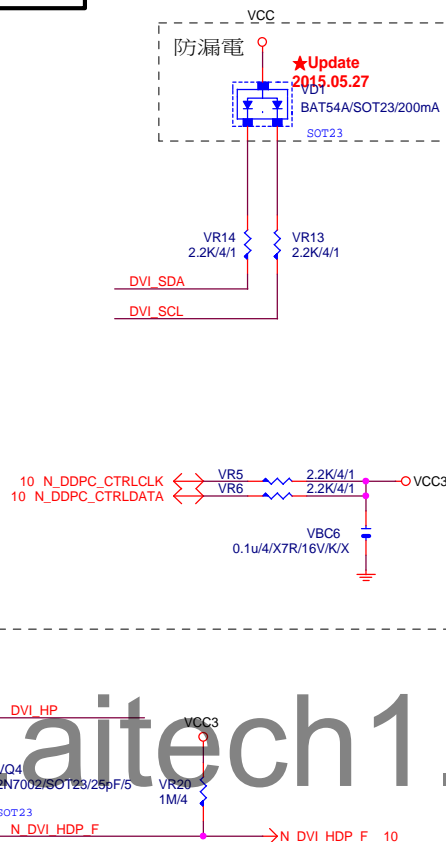 VCC
防漏電
★Update
2015.05.27
VD1
BAT54A/SOT23/200mA
SOT23
VR14
2.2K/4/1
VR13
2.2K/4/1
DVI_SDA
DVI_SCL
10 N_DDPC_CTRLCLK VR5 2.2K/4/1
10 N_DDPC_CTRLDATA VR6 2.2K/4/1
VCC3
VBC6
0.1u/4/X7R/16V/K/X
DVI_HP
VCC3
.aitech1.
VQ4
2N7002/SOT23/25pF/5
VR20
1M/4
SOT23
N_DVI_HDP_F
N_DVI_HDP_F 10